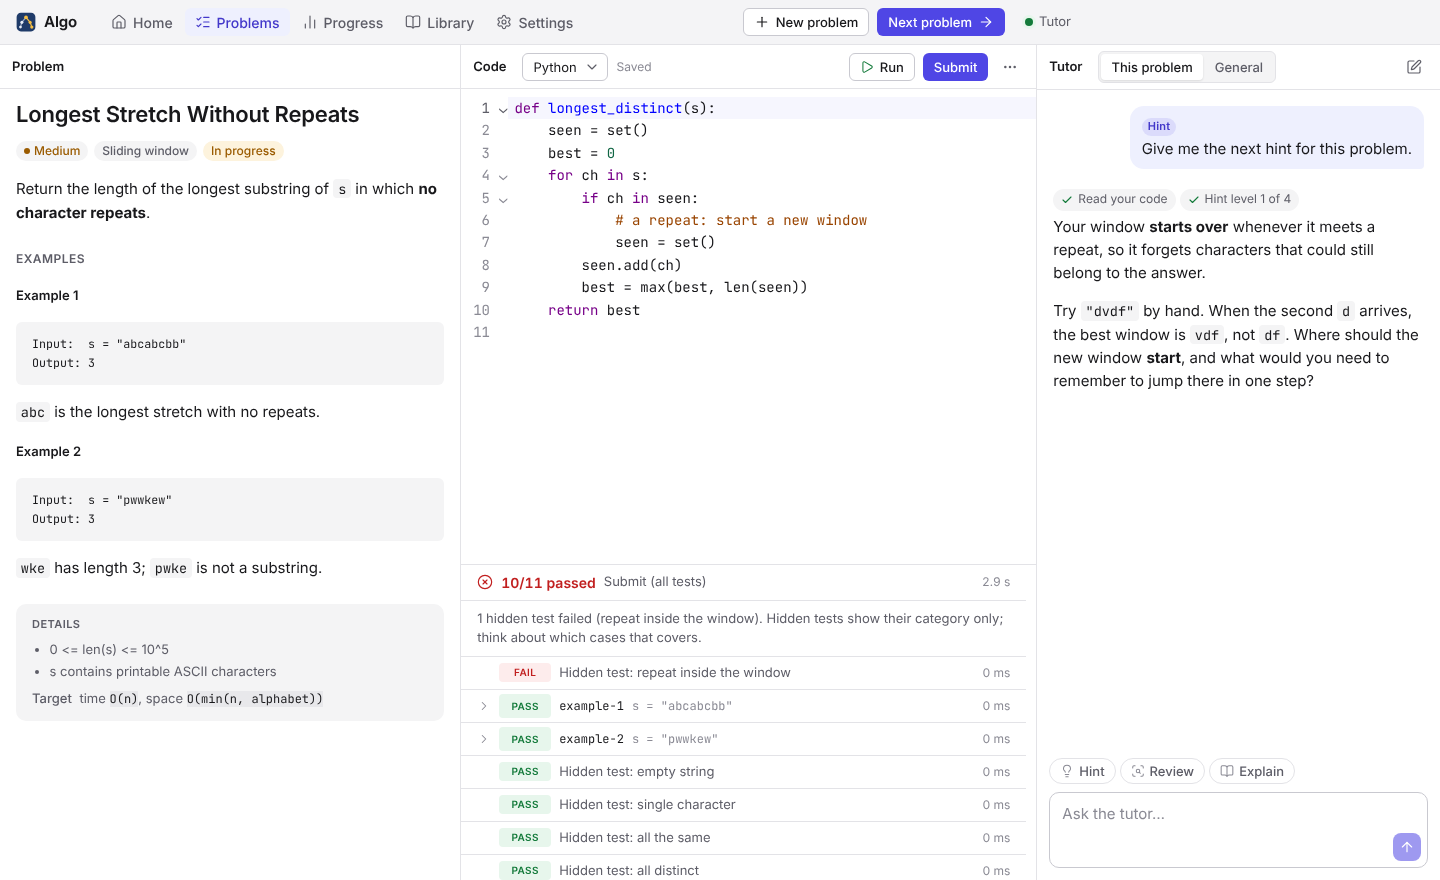 Algo
Home
Problems
Progress
Library
Settings
New problem
Next problem
Tutor
Problem
Longest Stretch Without Repeats
Medium
Sliding window
In progress
Return the length of the longest substring of s in which no
character repeats.
EXAMPLES
Example 1
Input:  s = "abcabcbb"
Output: 3
abc is the longest stretch with no repeats.
Example 2
Input:  s = "pwwkew"
Output: 3
wke has length 3; pwke is not a substring.
DETAILS
• 0 <= len(s) <= 10^5
• s contains printable ASCII characters
Target time O(n), space O(min(n, alphabet))
Code
Python
Saved
Run
Submit
1 def longest_distinct(s):
2     seen = set()
3     best = 0
4     for ch in s:
5         if ch in seen:
6             # a repeat: start a new window
7             seen = set()
8         seen.add(ch)
9         best = max(best, len(seen))
10     return best
11
10/11 passed Submit (all tests) 2.9 s
1 hidden test failed (repeat inside the window). Hidden tests show their category only;
think about which cases that covers.
FAIL Hidden test: repeat inside the window 0 ms
PASS example-1 s = "abcabcbb" 0 ms
PASS example-2 s = "pwwkew" 0 ms
PASS Hidden test: empty string 0 ms
PASS Hidden test: single character 0 ms
PASS Hidden test: all the same 0 ms
PASS Hidden test: all distinct 0 ms
Tutor
This problem
General
Hint
Give me the next hint for this problem.
Read your code
Hint level 1 of 4
Your window starts over whenever it meets a
repeat, so it forgets characters that could still
belong to the answer.
Try "dvdf" by hand. When the second d arrives,
the best window is vdf, not df. Where should the
new window start, and what would you need to
remember to jump there in one step?
Hint
Review
Explain
Ask the tutor...